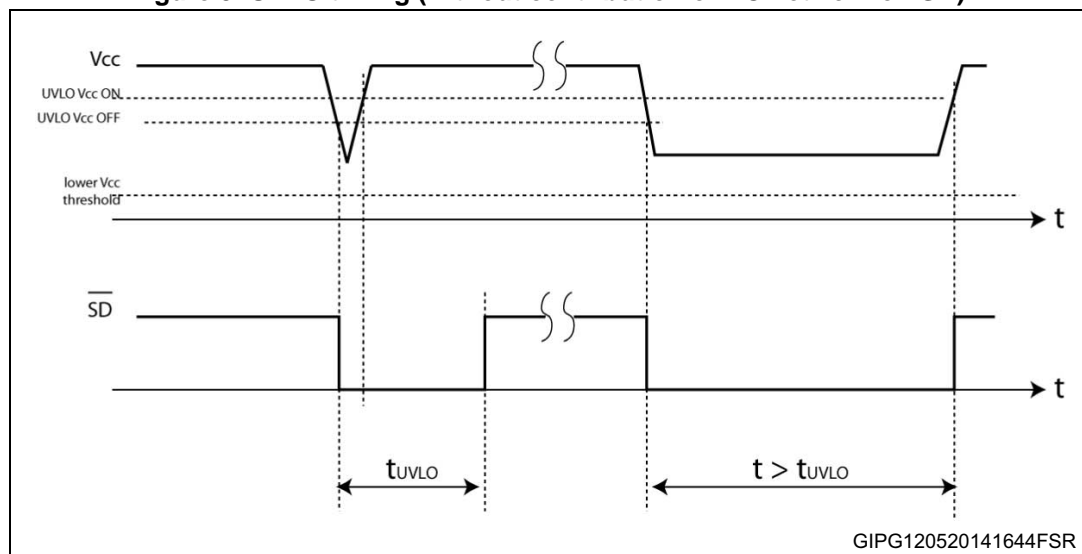 Vcc
UVLO Vcc ON
UVLO Vcc OFF
lower Vcc
threshold
t
SD
t
tUVLO
t > tUVLO
GIPG120520141644FSR